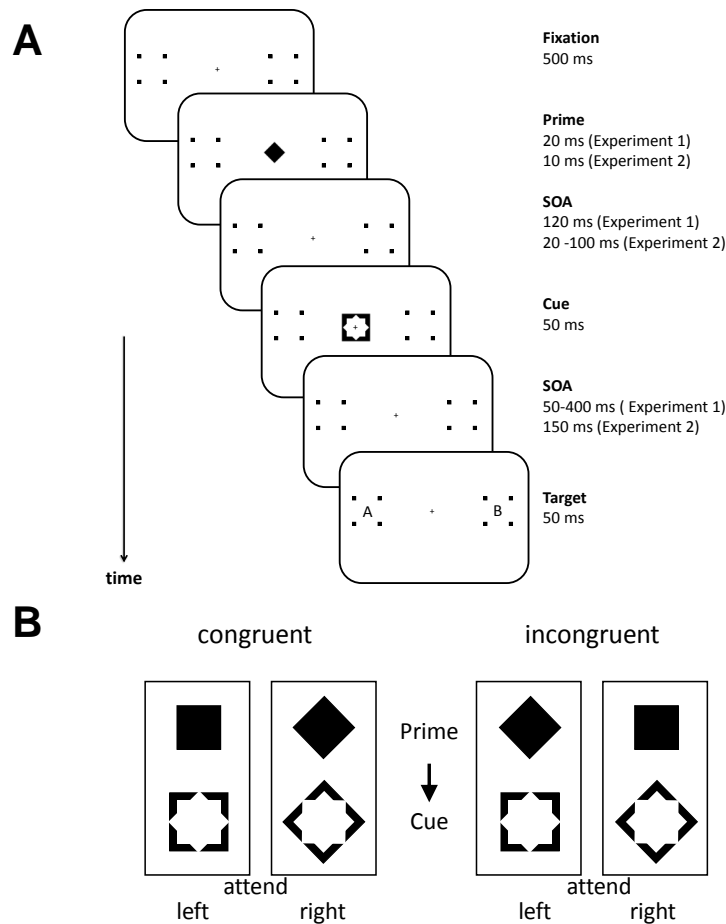 A
Fixation
500 ms
Prime
20 ms (Experiment 1)
10 ms (Experiment 2)
SOA
120 ms (Experiment 1)
20 -100 ms (Experiment 2)
Cue
50 ms
SOA
50-400 ms ( Experiment 1)
150 ms (Experiment 2)
Target
50 ms
A B
time
B
congruent incongruent
Prime
Cue
attend attend
left right left right